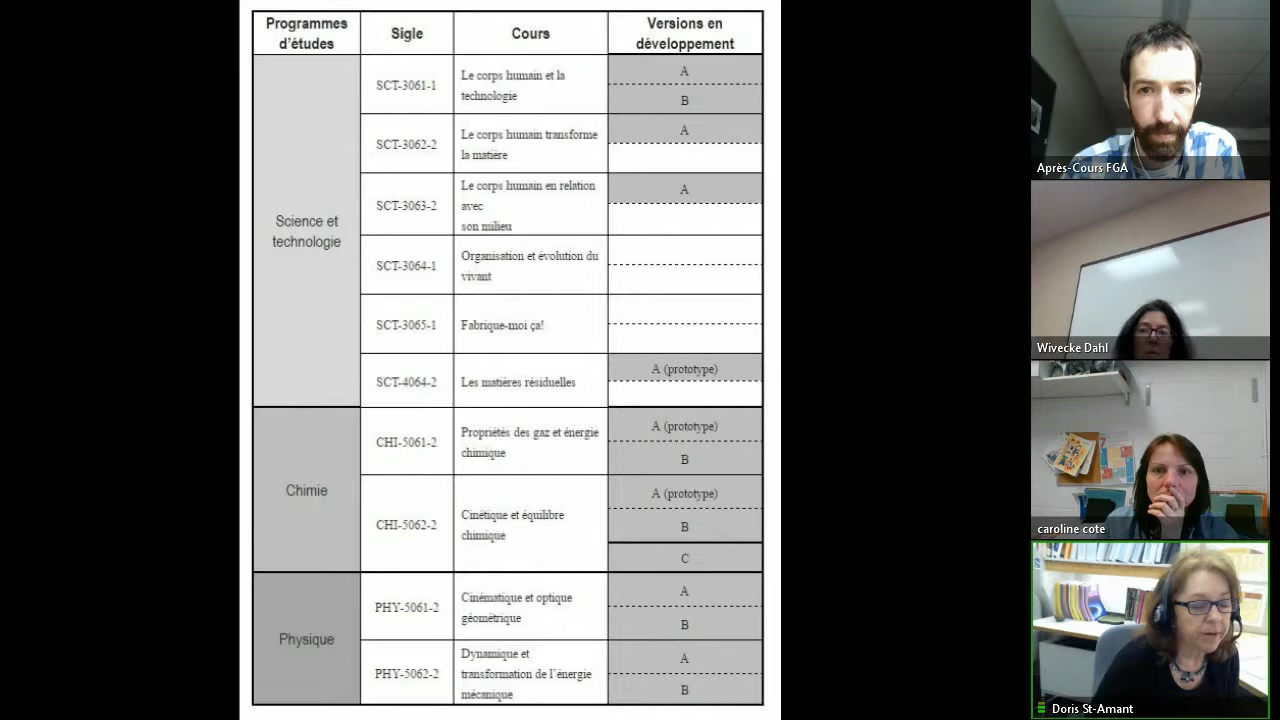 Programmes
d'études
Sigle
Cours
Versions en
développement
Science et
technologie
SCT-3061-1
Le corps humain et la
technologie
A
B
SCT-3062-2
Le corps humain transforme
la matière
A
SCT-3063-2
Le corps humain en relation
avec
son milieu
A
SCT-3064-1
Organisation et évolution du
vivant
SCT-3065-1
Fabrique-moi ça!
SCT-4064-2
Les matières résiduelles
A (prototype)
Chimie
CHI-5061-2
Propriétés des gaz et énergie
chimique
A (prototype)
B
CHI-5062-2
Cinétique et équilibre
chimique
A (prototype)
B
C
Physique
PHY-5061-2
Cinématique et optique
géométrique
A
B
PHY-5062-2
Dynamique et
transformation de l'énergie
mécanique
A
B
Après-Cours FGA
Wivecke Dahl
caroline cote
Doris St-Amant